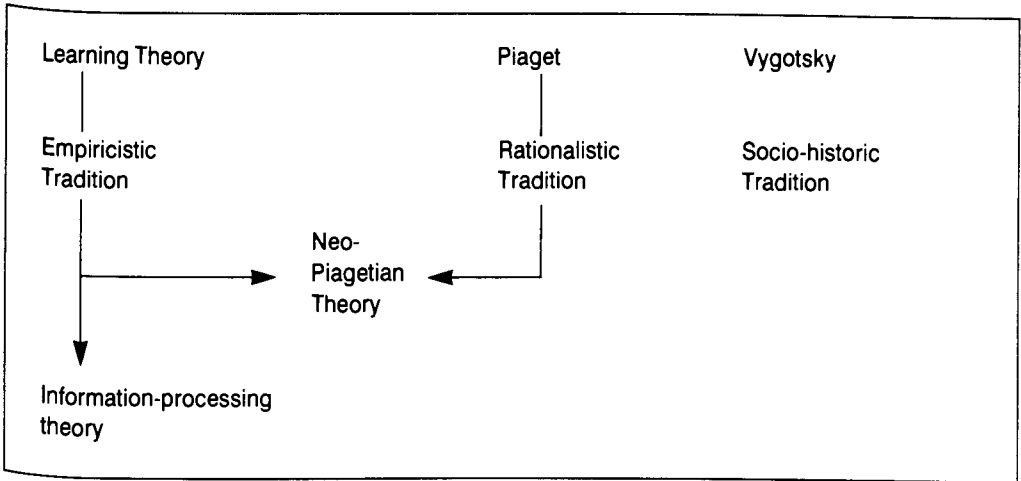 Learning Theory
Piaget
Vygotsky
Empiricistic
Tradition
Rationalistic
Tradition
Socio-historic
Tradition
Neo-
Piagetian
Theory
Information-processing
theory